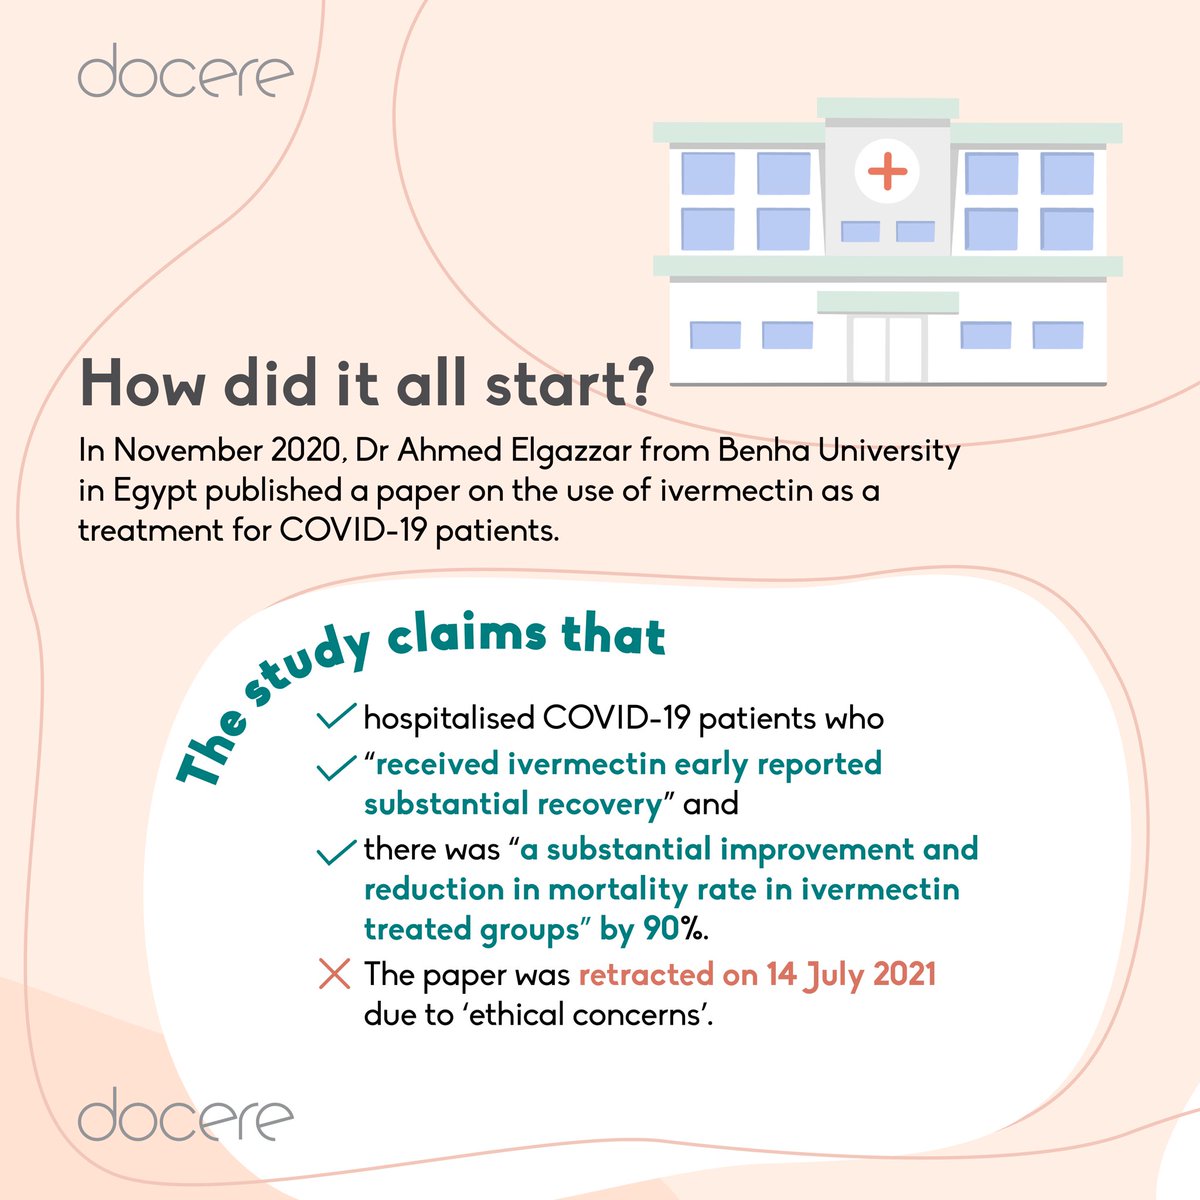 docere
How did it all start?
In November 2020, Dr Ahmed Elgazzar from Benha University
in Egypt published a paper on the use of ivermectin as a
treatment for COVID-19 patients.
The study claims that
hospitalised COVID-19 patients who
“received ivermectin early reported
substantial recovery” and
there was “a substantial improvement and
reduction in mortality rate in ivermectin
treated groups” by 90%.
The paper was retracted on 14 July 2021
due to ‘ethical concerns’.
docere